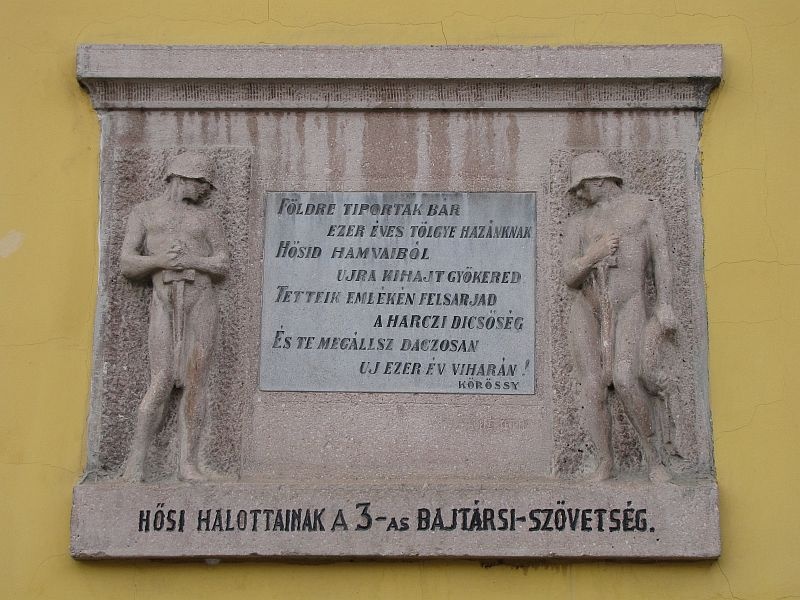 FÖLDRE TIPORTAK BÁR
EZER ÉVES TÖLGYE HAZÁNKNAK
HŐSID HAMVAIBÓL
UJRA KIHAJT GYÖKERED
TETTEIK EMLÉKÉN FELSARJAD
A HARCZI DICSŐSÉG
ÉS TE MEGÁLLSZ DACZOSAN
UJ EZER ÉV VIHARÁN!
KÖRÖSSY
HŐSI HALOTTAINAK A 3-AS BAJTÁRSI-SZÖVETSÉG.